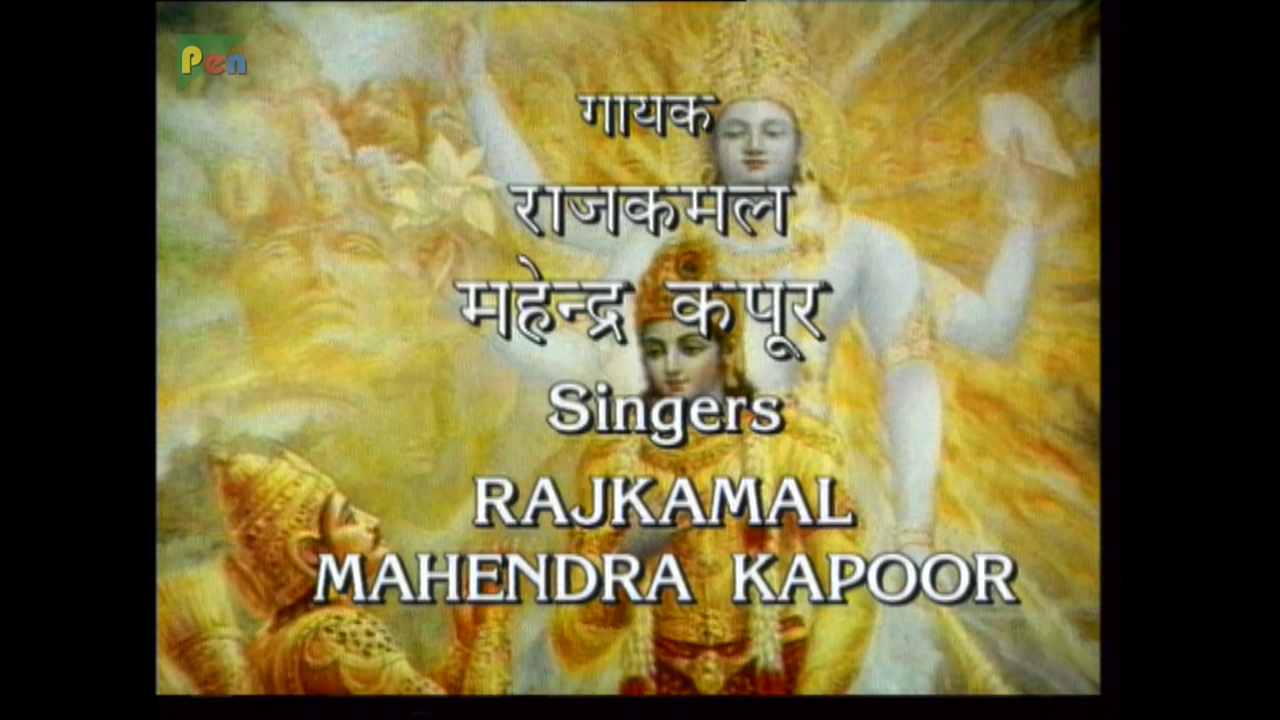 Pen
गायक
राजकमल
महेन्द्र कपूर
Singers
RAJKAMAL
MAHENDRA KAPOOR